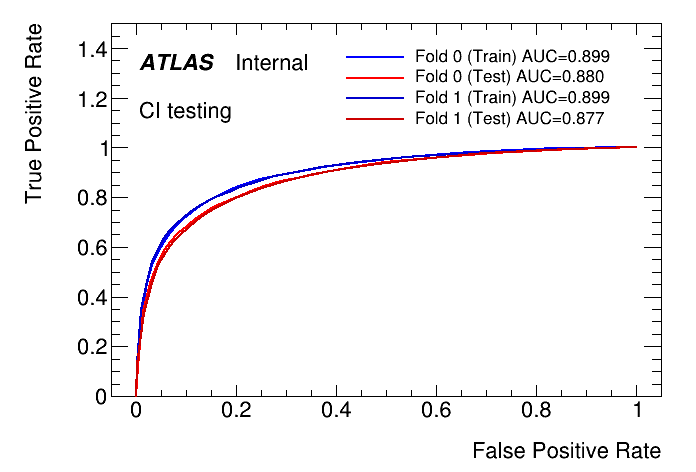 True Positive Rate
1.4
1.2
1
0.8
0.6
0.4
0.2
0
ATLAS Internal
CI testing
Fold 0 (Train) AUC=0.899
Fold 0 (Test) AUC=0.880
Fold 1 (Train) AUC=0.899
Fold 1 (Test) AUC=0.877
0 0.2 0.4 0.6 0.8 1
False Positive Rate